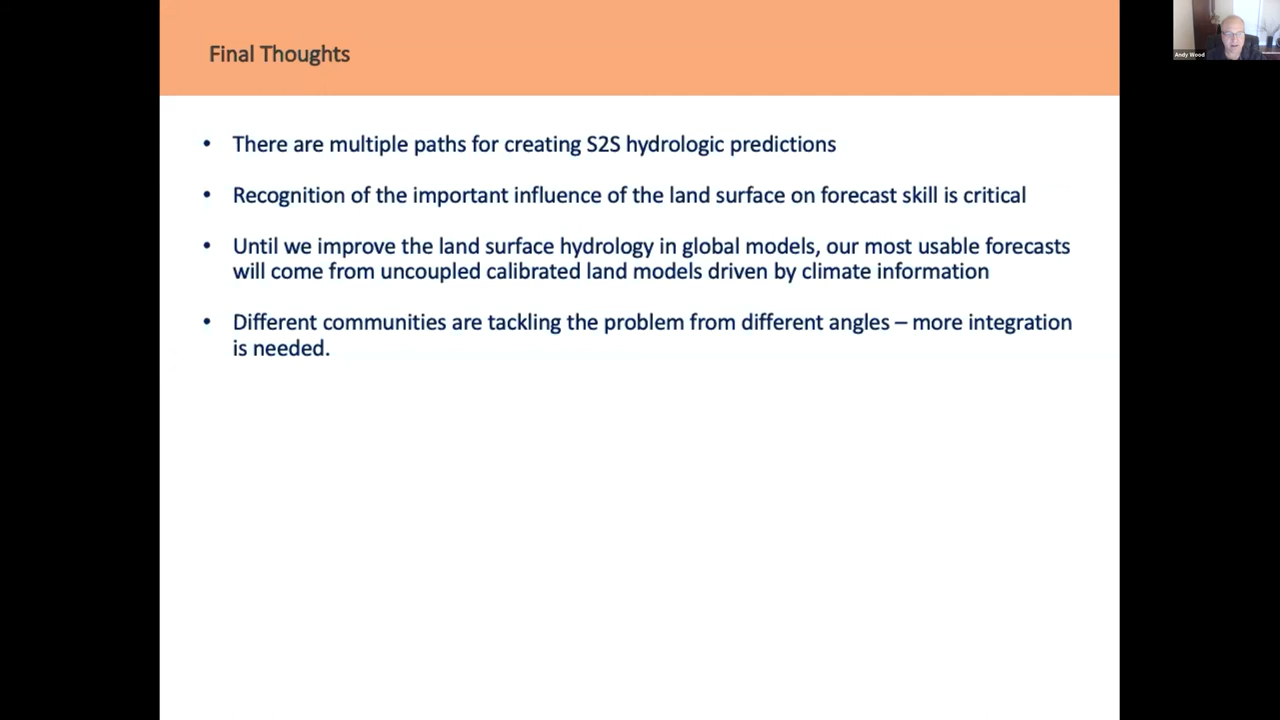 Final Thoughts
Andy Wood
• There are multiple paths for creating S2S hydrologic predictions
• Recognition of the important influence of the land surface on forecast skill is critical
• Until we improve the land surface hydrology in global models, our most usable forecasts
will come from uncoupled calibrated land models driven by climate information
• Different communities are tackling the problem from different angles – more integration
is needed.